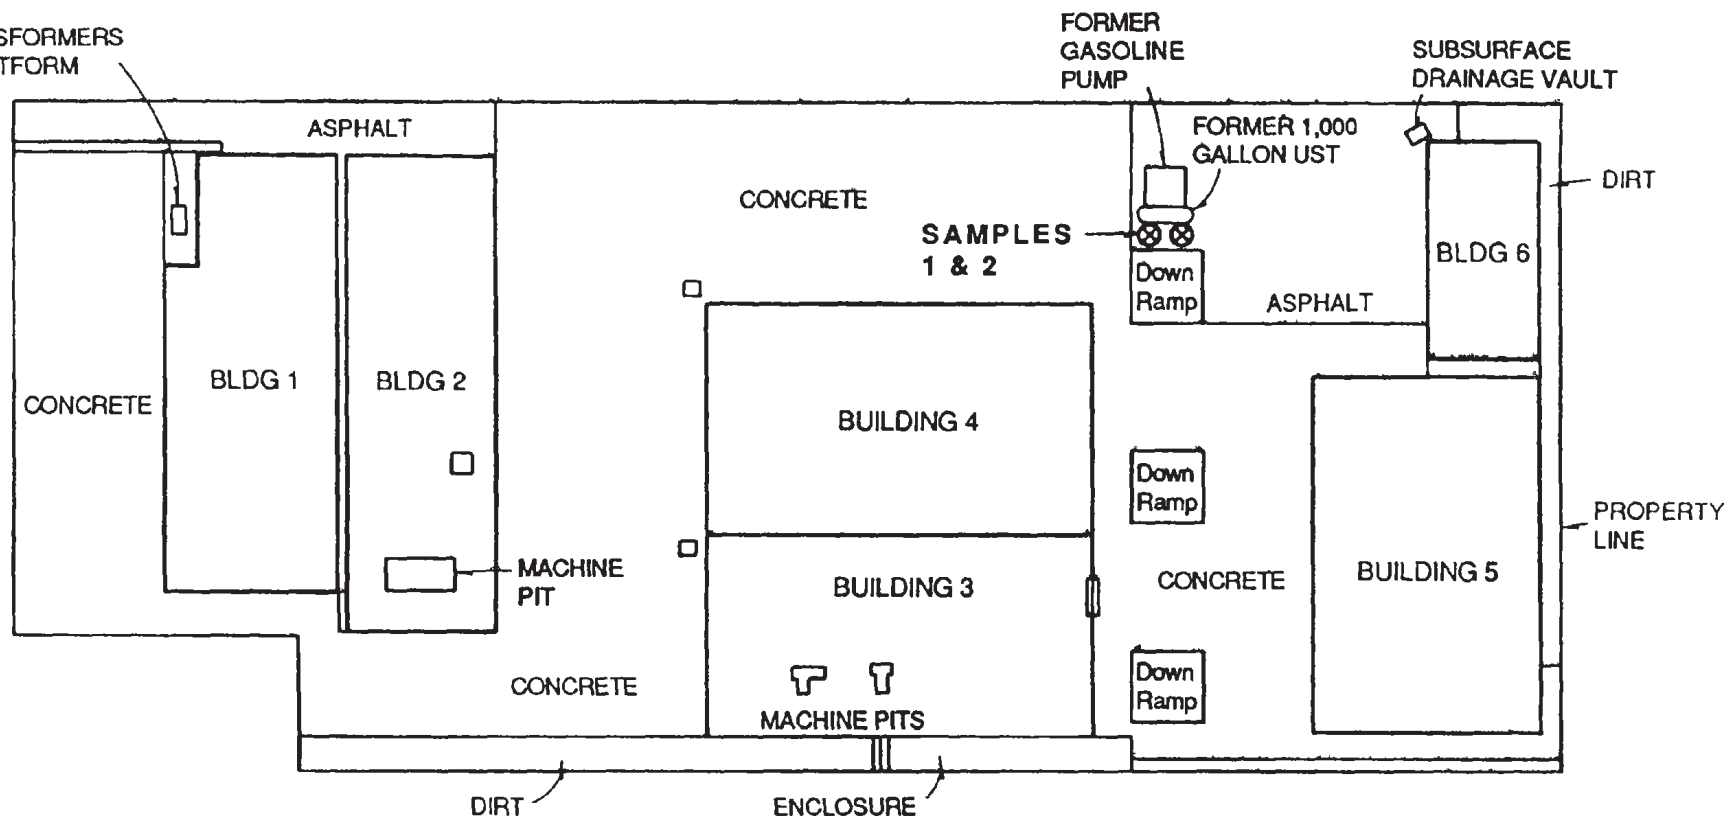 SFORMERS
TFORM
FORMER
GASOLINE
PUMP
SUBSURFACE
DRAINAGE VAULT
ASPHALT
FORMER 1,000
GALLON UST
DIRT
CONCRETE
SAMPLES
1 & 2
BLDG 6
Down
Ramp
ASPHALT
BLDG 1
BLDG 2
CONCRETE
BUILDING 4
Down
Ramp
PROPERTY
LINE
MACHINE
PIT
BUILDING 3
CONCRETE
BUILDING 5
CONCRETE
Down
Ramp
MACHINE PITS
DIRT
ENCLOSURE